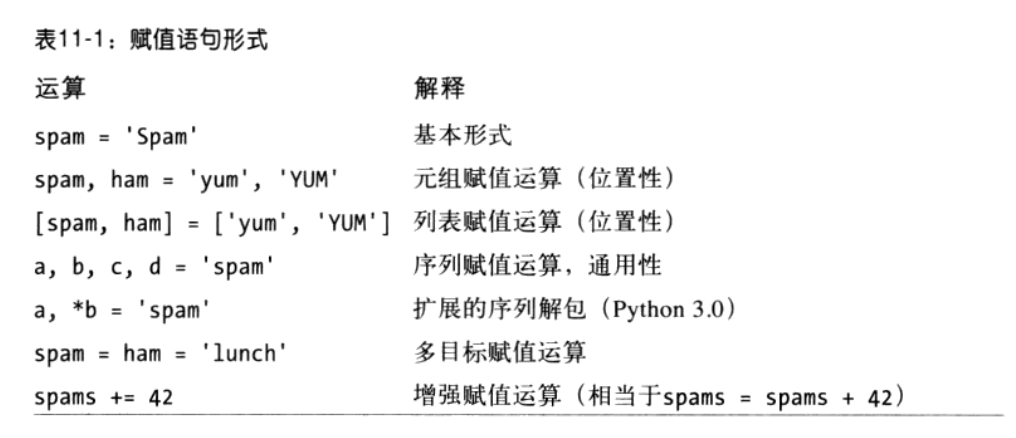 表11-1：赋值语句形式
运算 解释
spam = 'Spam' 基本形式
spam, ham = 'yum', 'YUM' 元组赋值运算（位置性）
[spam, ham] = ['yum', 'YUM'] 列表赋值运算（位置性）
a, b, c, d = 'spam' 序列赋值运算，通用性
a, *b = 'spam' 扩展的序列解包（Python 3.0）
spam = ham = 'lunch' 多目标赋值运算
spams += 42 增强赋值运算（相当于spams = spams + 42）